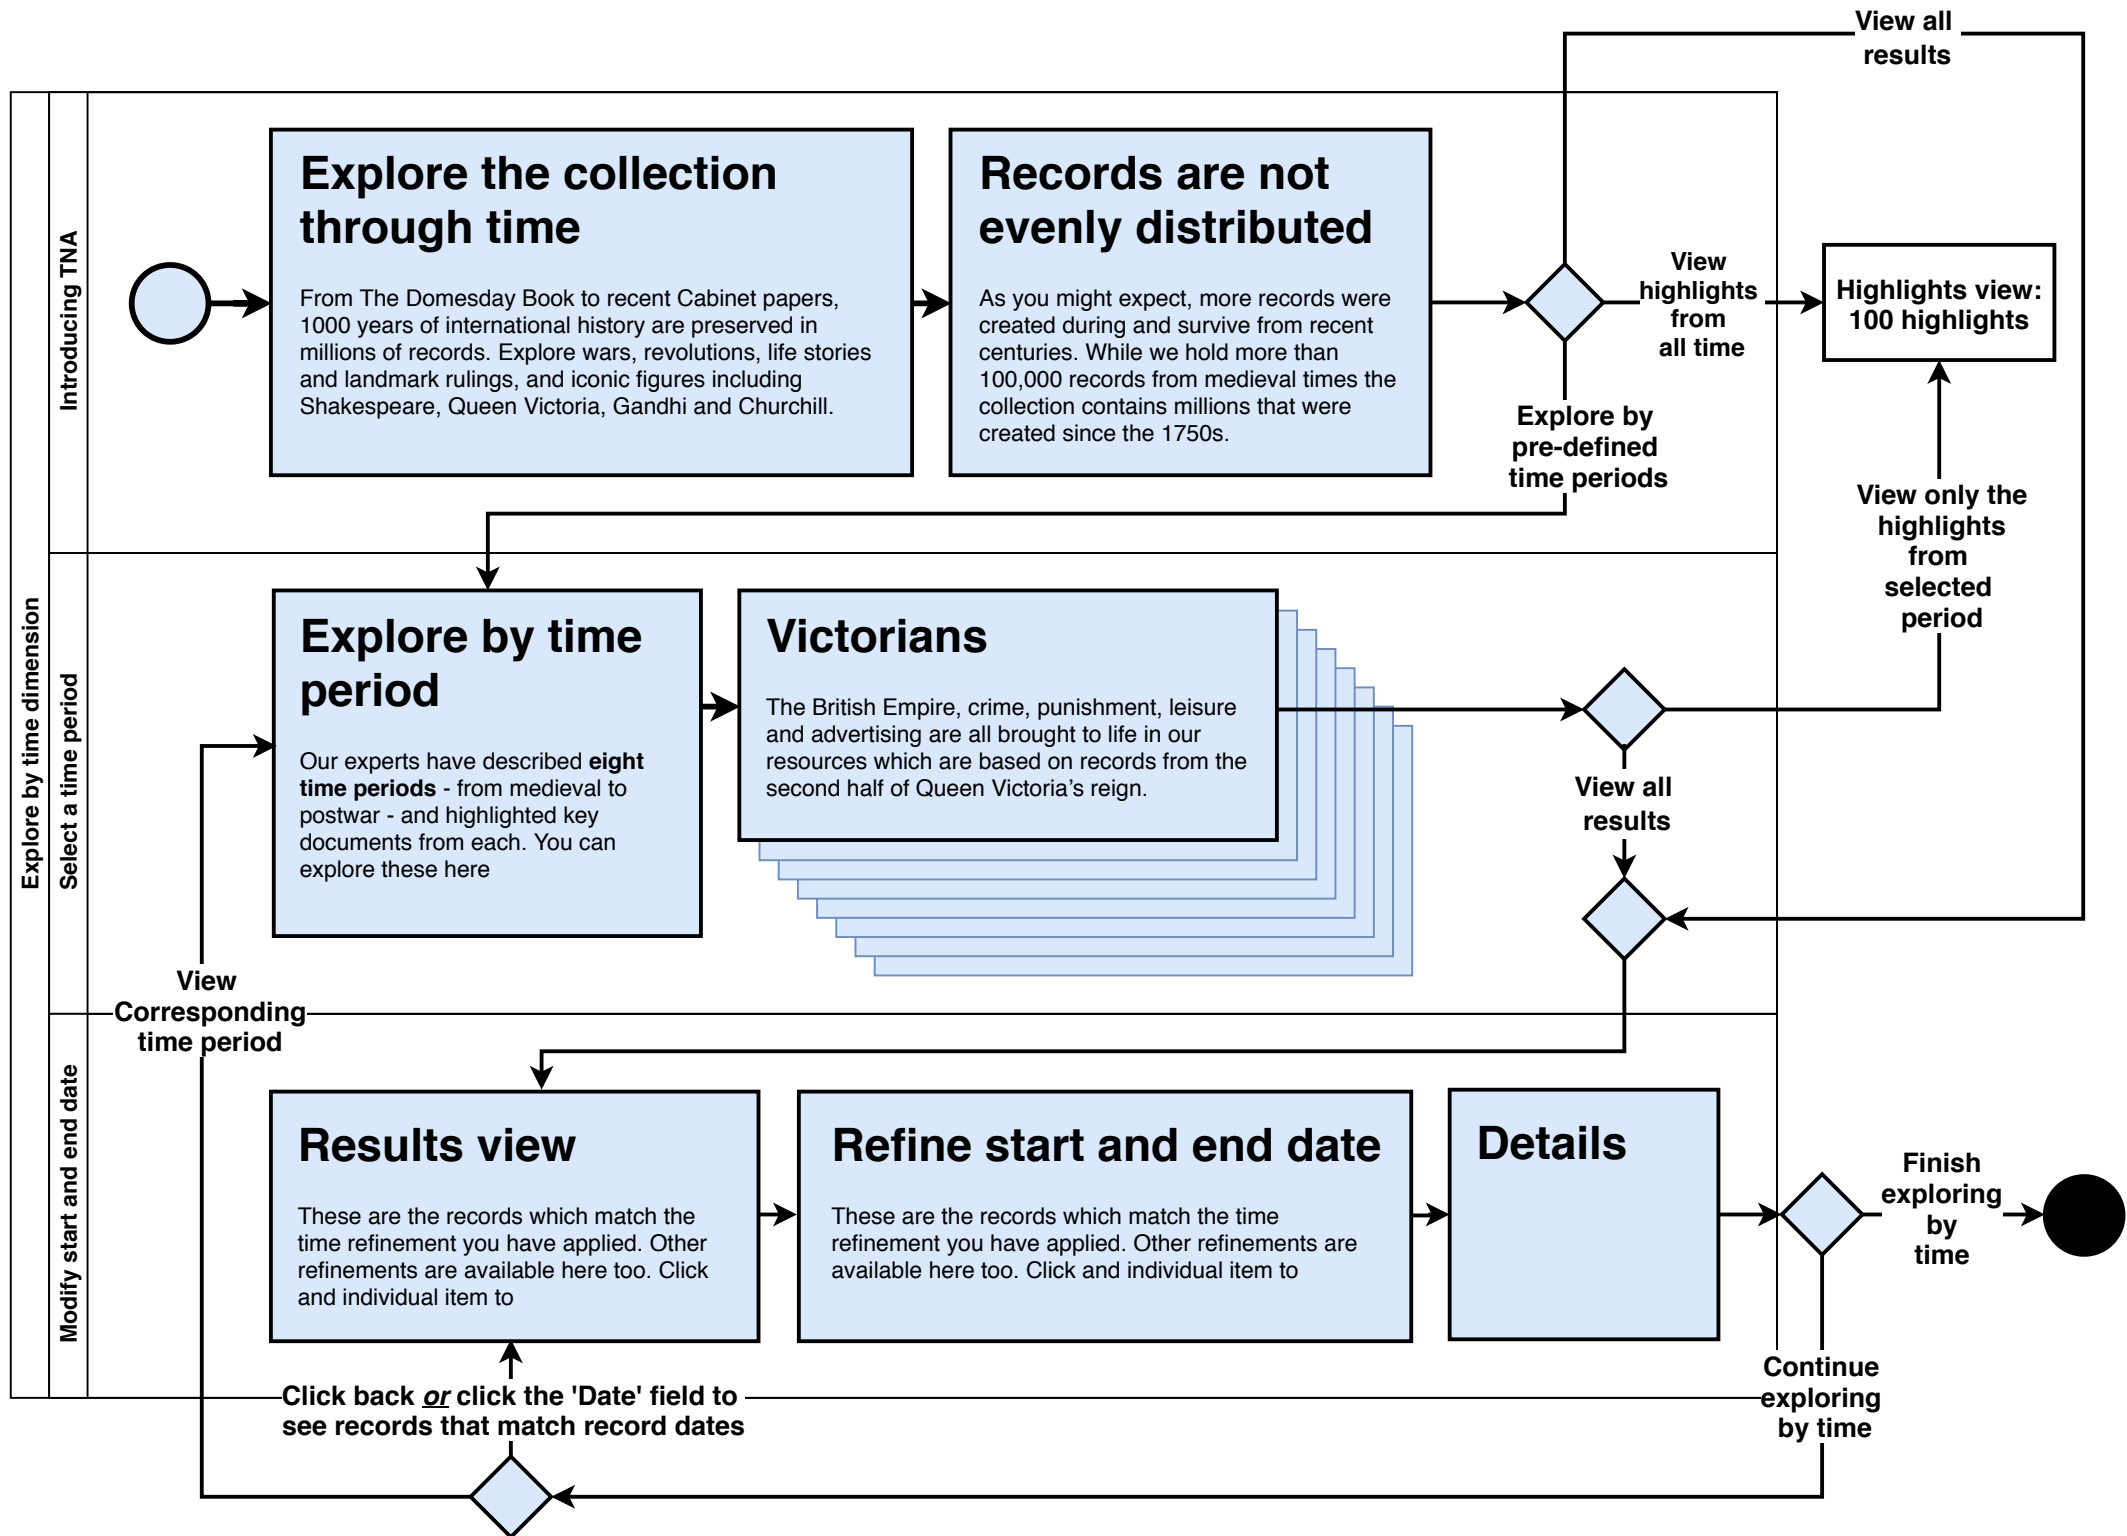 View all
results
Explore by time dimension
Introducing TNA
Explore the collection
through time
From The Domesday Book to recent Cabinet papers,
1000 years of international history are preserved in
millions of records. Explore wars, revolutions, life stories
and landmark rulings, and iconic figures including
Shakespeare, Queen Victoria, Gandhi and Churchill.
Records are not
evenly distributed
As you might expect, more records were
created during and survive from recent
centuries. While we hold more than
100,000 records from medieval times the
collection contains millions that were
created since the 1750s.
View
highlights
from
all time
Highlights view:
100 highlights
Explore by
pre-defined
time periods
View only the
highlights
from
selected
period
Select a time period
Explore by time
period
Our experts have described eight
time periods - from medieval to
postwar - and highlighted key
documents from each. You can
explore these here
Victorians
The British Empire, crime, punishment, leisure
and advertising are all brought to life in our
resources which are based on records from the
second half of Queen Victoria's reign.
View all
results
View
Corresponding
time period
Modify start and end date
Results view
These are the records which match the
time refinement you have applied. Other
refinements are available here too. Click
and individual item to
Refine start and end date
These are the records which match the time
refinement you have applied. Other refinements are
available here too. Click and individual item to
Details
Finish
exploring
by
time
Continue
exploring
by time
Click back or click the 'Date' field to
see records that match record dates